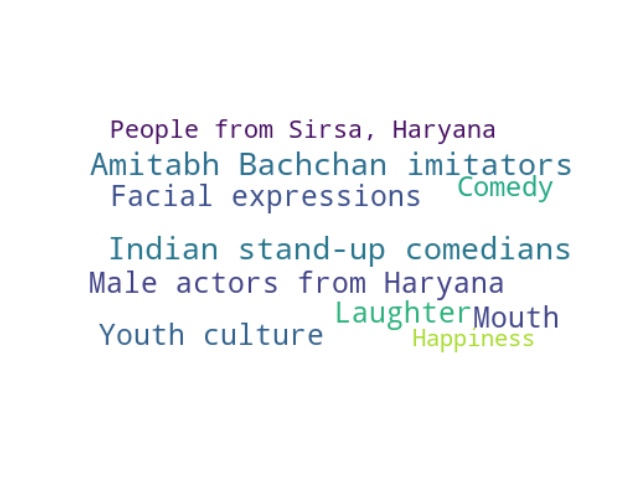 People from Sirsa, Haryana
Amitabh Bachchan imitators
Comedy
Facial expressions
Indian stand-up comedians
Male actors from Haryana
Laughter
Mouth
Youth culture
Happiness